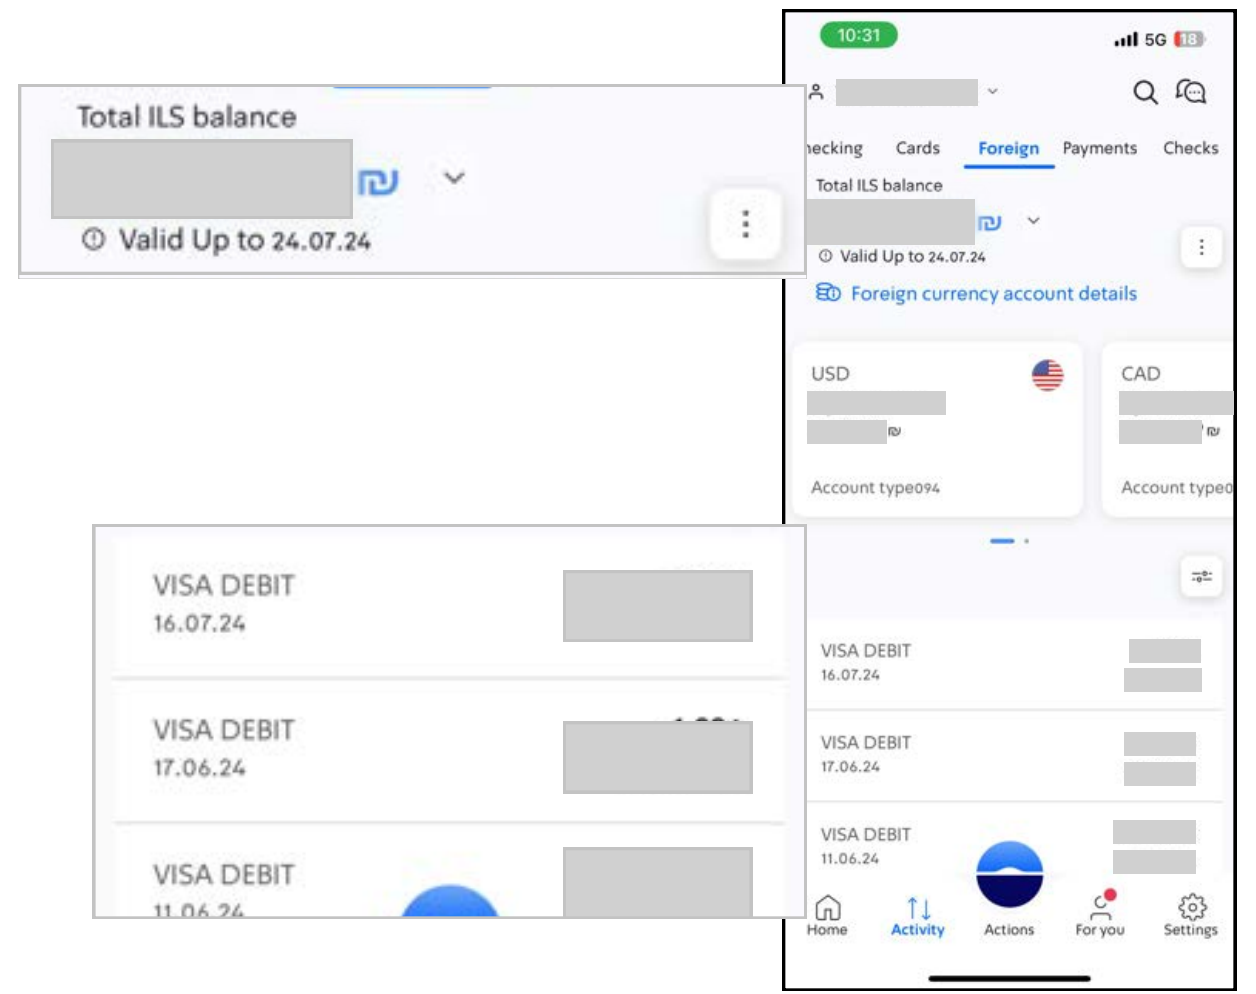 Total ILS balance
₪
Valid Up to 24.07.24
VISA DEBIT
16.07.24
VISA DEBIT
17.06.24
VISA DEBIT
11.06.24
10:31
5G 18
hecking Cards Foreign Payments Checks
Total ILS balance
₪
Valid Up to 24.07.24
Foreign currency account details
USD
₪
Account type094
CAD
₪
Account type0
VISA DEBIT
16.07.24
VISA DEBIT
17.06.24
VISA DEBIT
11.06.24
Home Activity Actions For you Settings